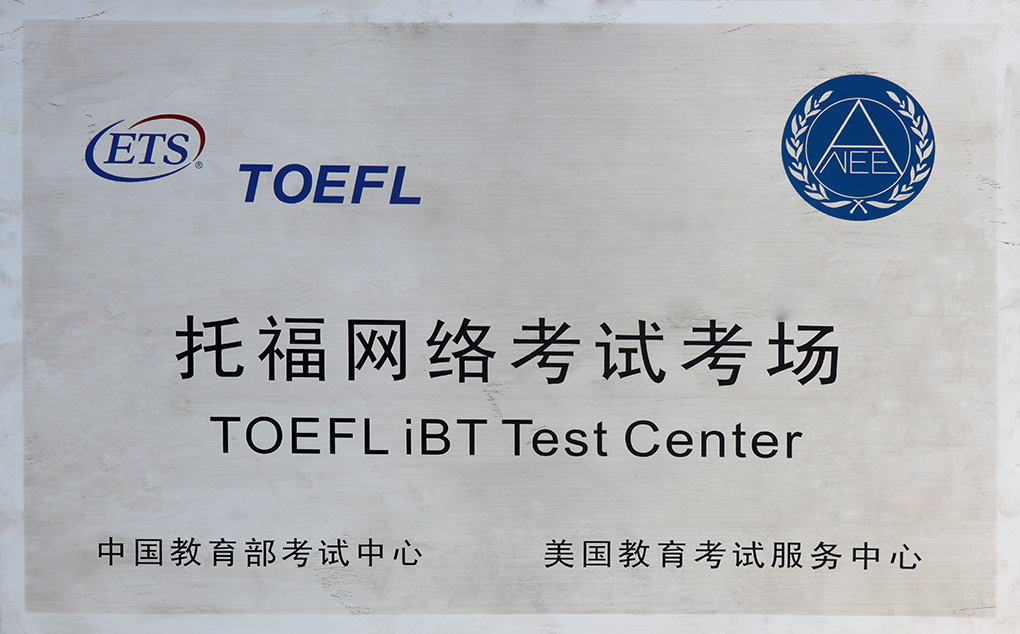 ETS®
TOEFL
NEEA
托福网络考试考场
TOEFL iBT Test Center
中国教育部考试中心
美国教育考试服务中心